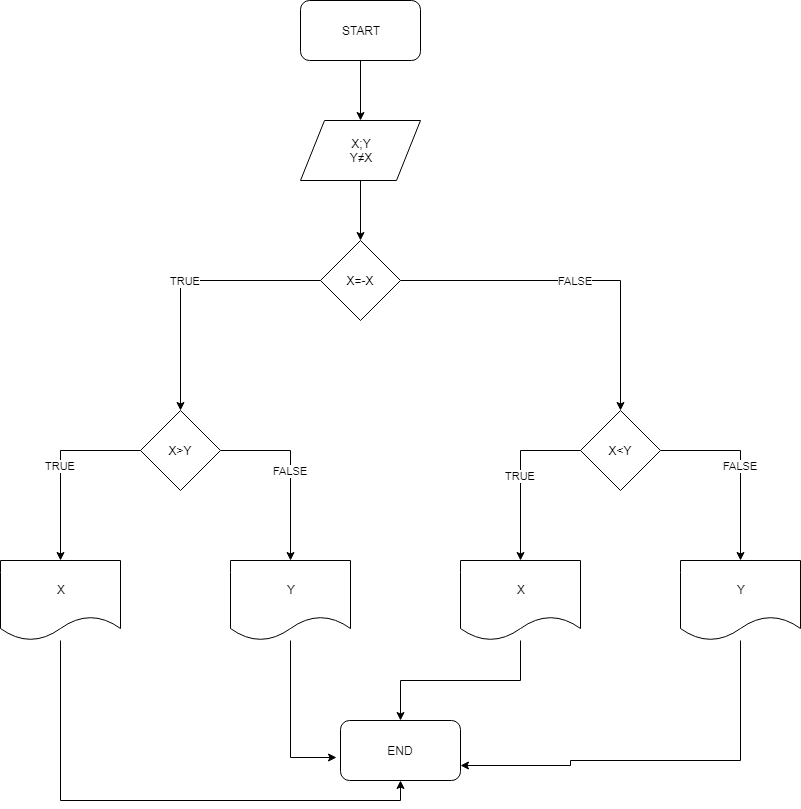 START
X;Y
Y≠X
X=-X
TRUE
FALSE
X>Y
X<Y
TRUE
FALSE
TRUE
FALSE
X
Y
X
Y
END